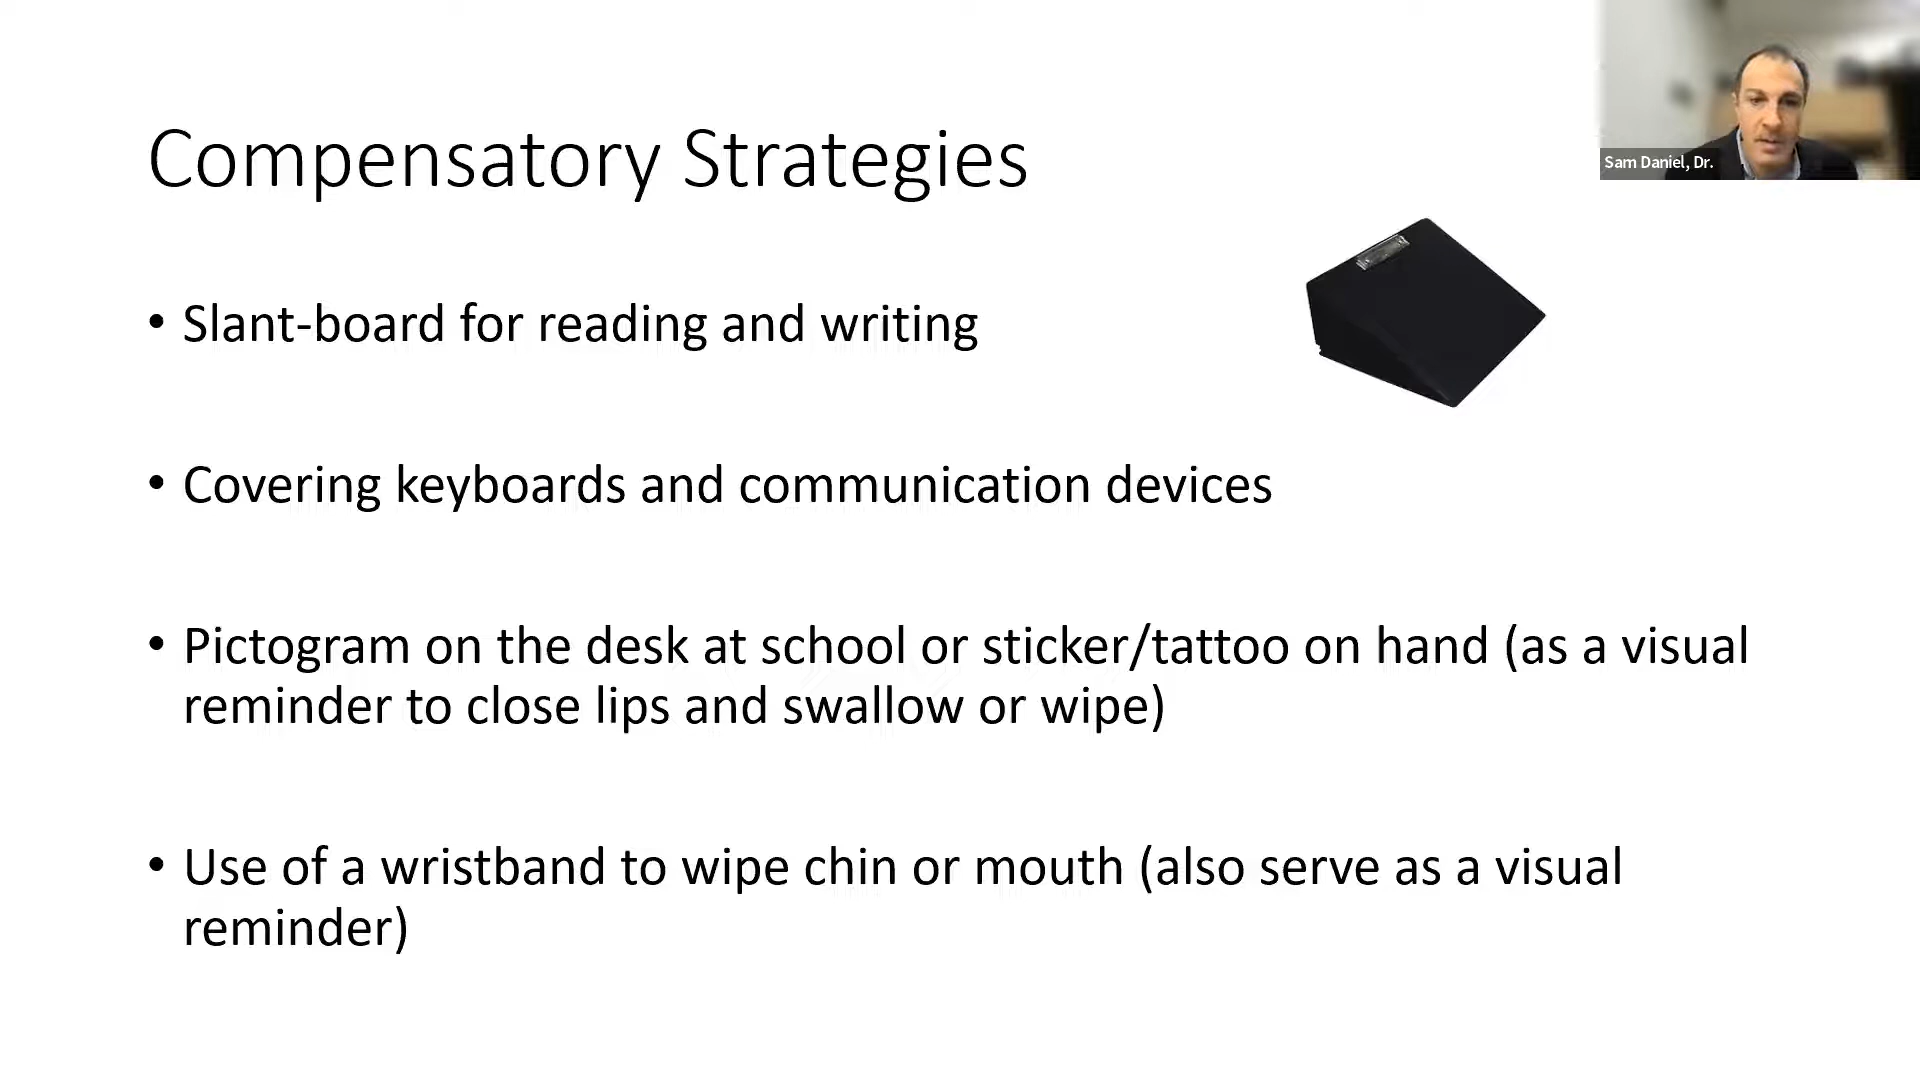 Compensatory Strategies
Sam Daniel, Dr.
• Slant-board for reading and writing
• Covering keyboards and communication devices
• Pictogram on the desk at school or sticker/tattoo on hand (as a visual
reminder to close lips and swallow or wipe)
• Use of a wristband to wipe chin or mouth (also serve as a visual
reminder)